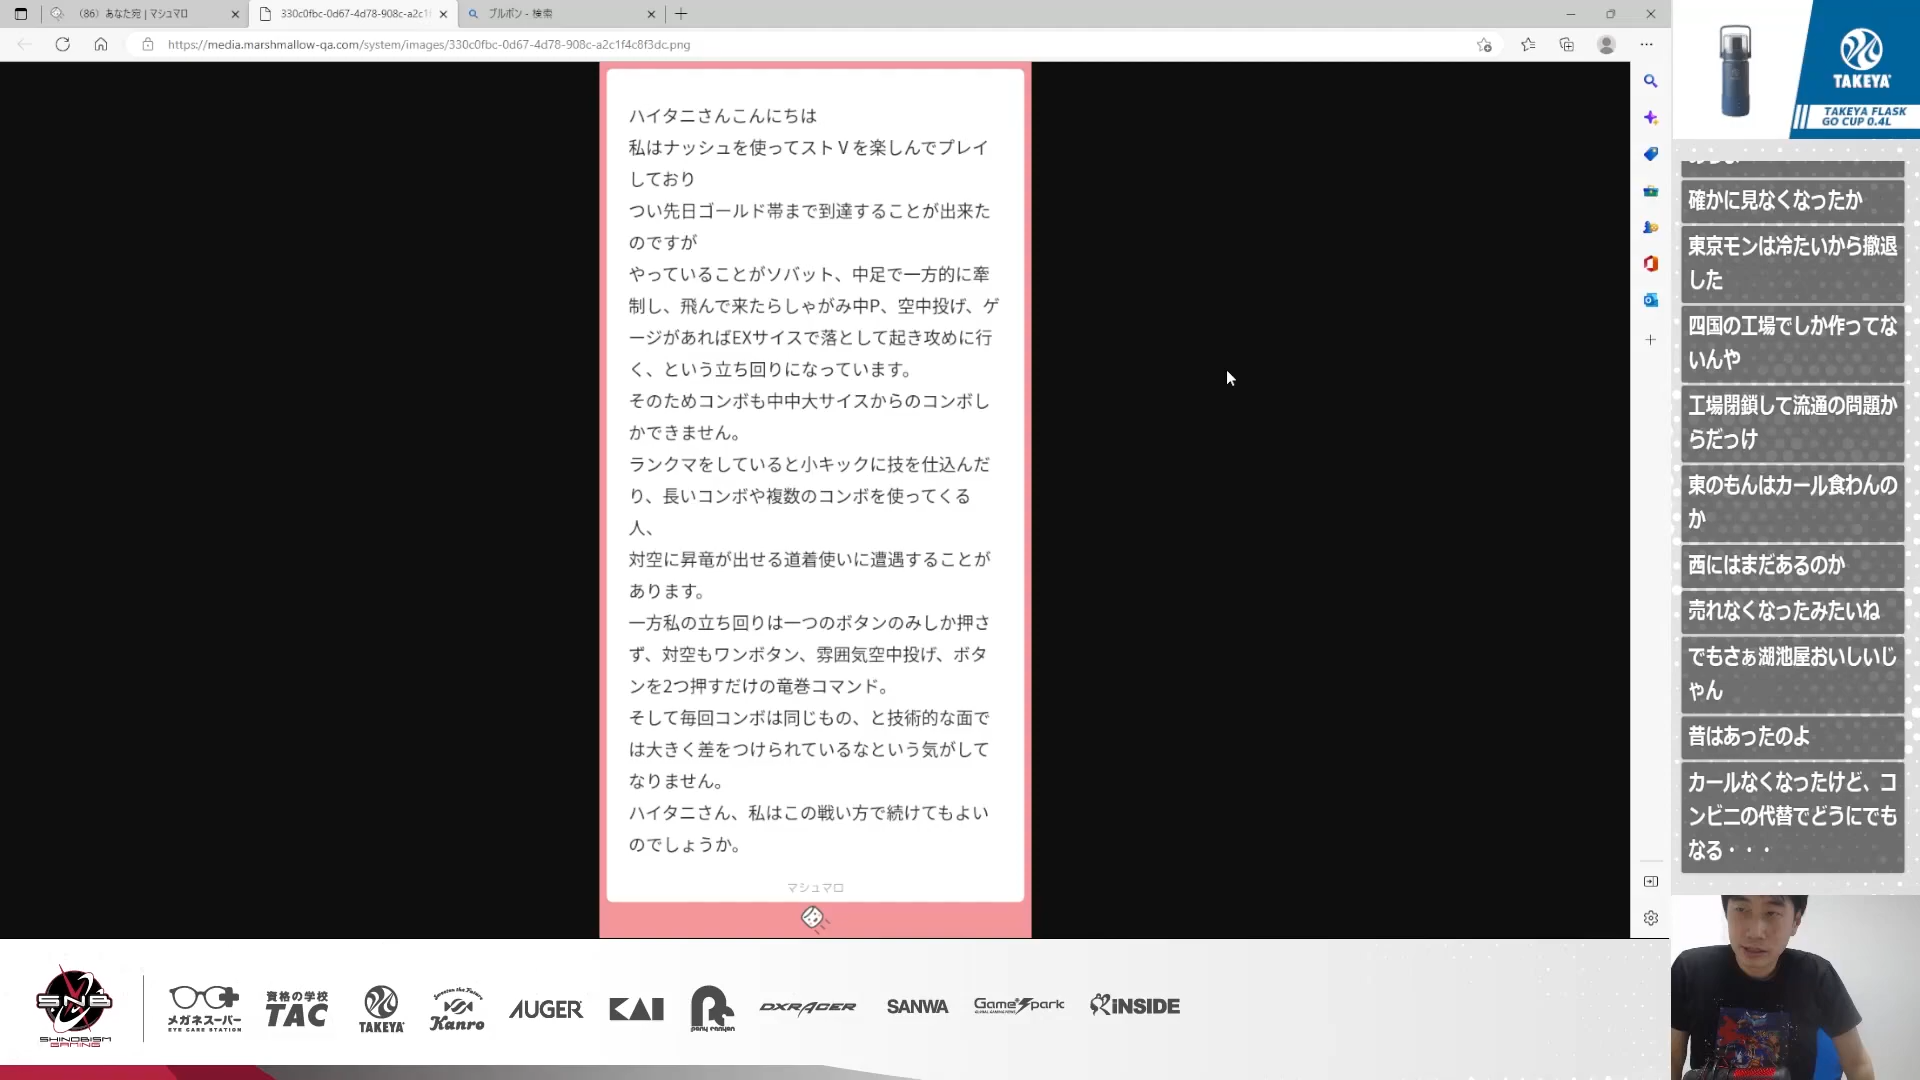 (86) あなた宛 | マシュマロ
330c0fbc-0d67-4d78-908c-a2c1f
ブルボン - 検索
https://media.marshmallow-qa.com/system/images/330c0fbc-0d67-4d78-908c-a2c1f4c8f3dc.png
ハイタニさんこんにちは
私はナッシュを使ってストVを楽しんでプレイ
しており
つい先日ゴールド帯まで到達することが出来た
のですが
やっていることがソバット、中足で一方的に牽
制し、飛んで来たらしゃがみ中P、空中投げ、ゲ
ージがあればEXサイスで落として起き攻めに行
く、という立ち回りになっています。
そのためコンボも中中大サイスからのコンボし
かできません。
ランクマをしていると小キックに技を仕込んだ
り、長いコンボや複数のコンボを使ってくる
人、
対空に昇竜が出せる道着使いに遭遇することが
あります。
一方私の立ち回りは一つのボタンのみしか押さ
ず、対空もワンボタン、雰囲気空中投げ、ボタ
ンを2つ押すだけの竜巻コマンド。
そして毎回コンボは同じもの、と技術的な面で
は大きく差をつけられているなという気がして
なりません。
ハイタニさん、私はこの戦い方で続けてもよい
のでしょうか。
マシュマロ
TAKEYA
TAKEYA FLASK
GO CUP 0.4L
確かに見なくなったか
東京モンは冷たいから撤退
した
四国の工場でしか作ってな
いんや
工場閉鎖して流通の問題か
らだっけ
東のもんはカール食わんの
か
西にはまだあるのか
売れなくなったみたいね
でもさぁ湖池屋おいしいじ
ゃん
昔はあったのよ
カールなくなったけど、コ
ンビニの代替でどうにでも
なる・・・
SNB
SHINOBISM
GAMING
メガネスーパー
EYE CARE STATION
資格の学校
TAC
TAKEYA
Kanro
AUGER
KAI
pony canyon
DXRACER
SANWA
Game*Spark
iNSIDE